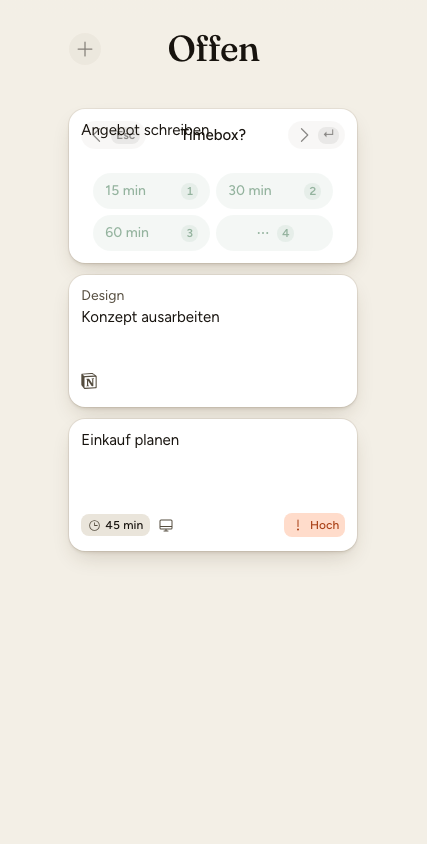 Offen
Angebot schreiben
Esc
Timebox?
15 min 1
30 min 2
60 min 3
... 4
Design
Konzept ausarbeiten
N
Einkauf planen
45 min
! Hoch